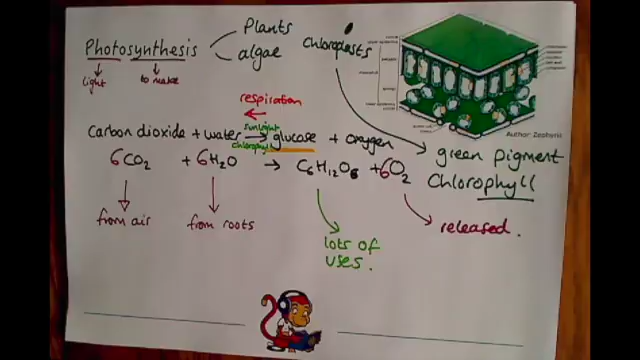 Photosynthesis
Plants
algae
Chloroplasts
light
to make
Author Zephyris
respiration
sunlight
Carbon dioxide + water → glucose + oxygen
chlorophyll
6CO2 + 6H2O → C6H12O6 + 6O2
green pigment
Chlorophyll
from air
from roots
lots of
uses.
released.